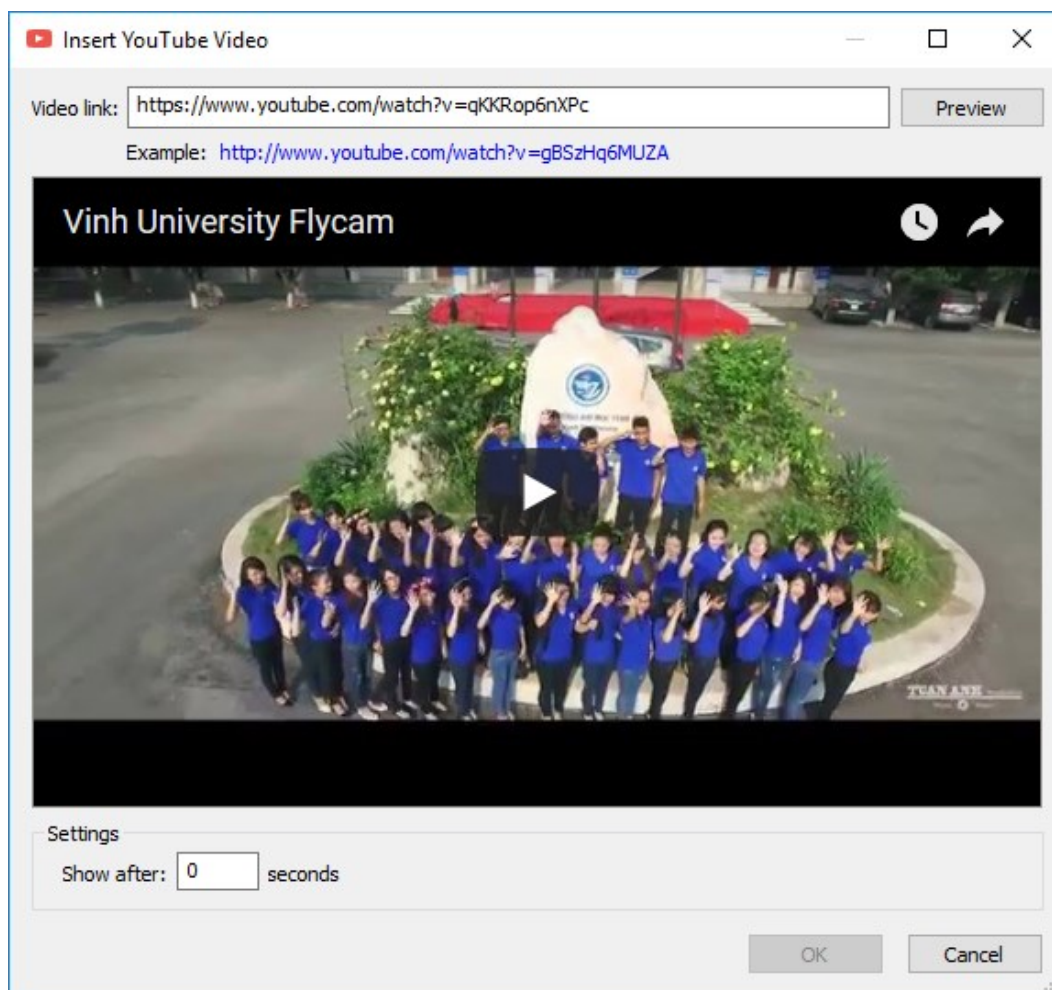 Insert YouTube Video
Video link: https://www.youtube.com/watch?v=qKKRop6nXPc Preview
Example: http://www.youtube.com/watch?v=gBSzHq6MUZA
Vinh University Flycam
TUAN ANH
Settings
Show after: 0 seconds
OK Cancel